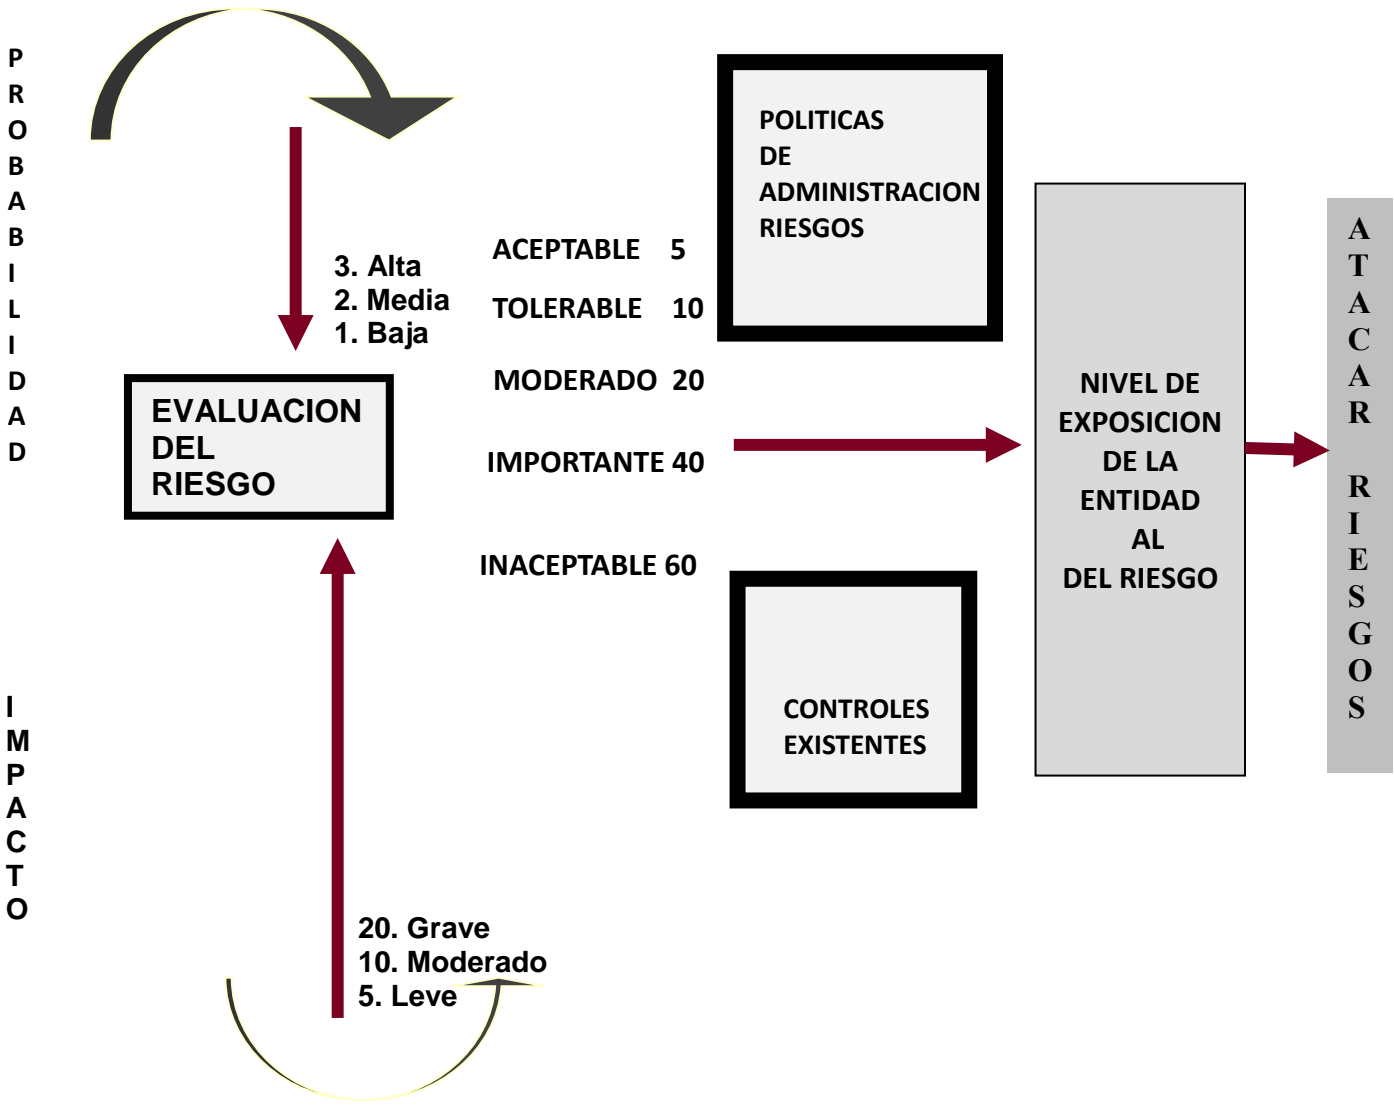 PROBABILIDAD
3. Alta
2. Media
1. Baja
EVALUACION
DEL
RIESGO
IMPACTO
20. Grave
10. Moderado
5. Leve
ACEPTABLE 5
TOLERABLE 10
MODERADO 20
IMPORTANTE 40
INACEPTABLE 60
POLITICAS
DE
ADMINISTRACION
RIESGOS
CONTROLES
EXISTENTES
NIVEL DE
EXPOSICION
DE LA
ENTIDAD
AL
DEL RIESGO
ATACAR RIESGOS